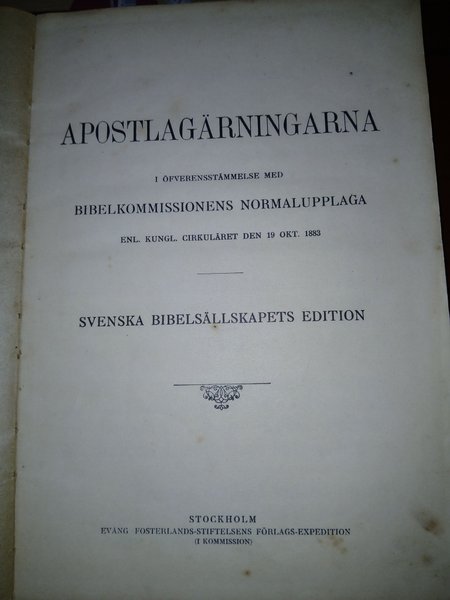 APOSTLAGÄRNINGARNA
I ÖFVERENSSTÄMMELSE MED
BIBELKOMMISSIONENS NORMALUPPLAGA
ENL. KUNGL. CIRKULÄRET DEN 19 OKT. 1883
SVENSKA BIBELSÄLLSKAPETS EDITION
STOCKHOLM
EVANG FOSTERLANDS-STIFTELSENS FÖRLAGS-EXPEDITION
(I KOMMISSION)